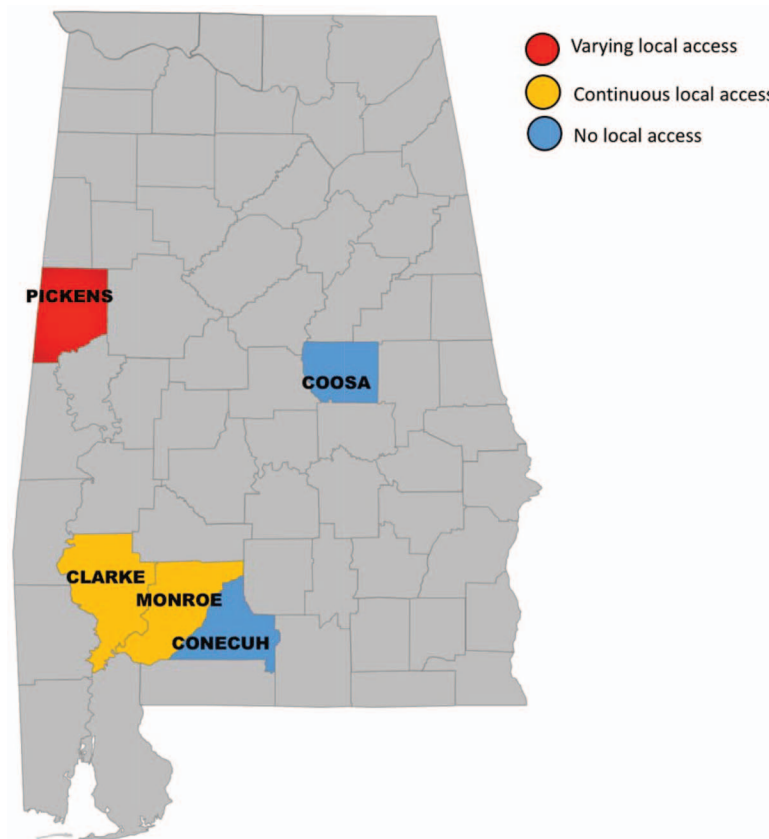 Varying local access
Continuous local access
No local access
PICKENS
COOSA
CLARKE
MONROE
CONECUH